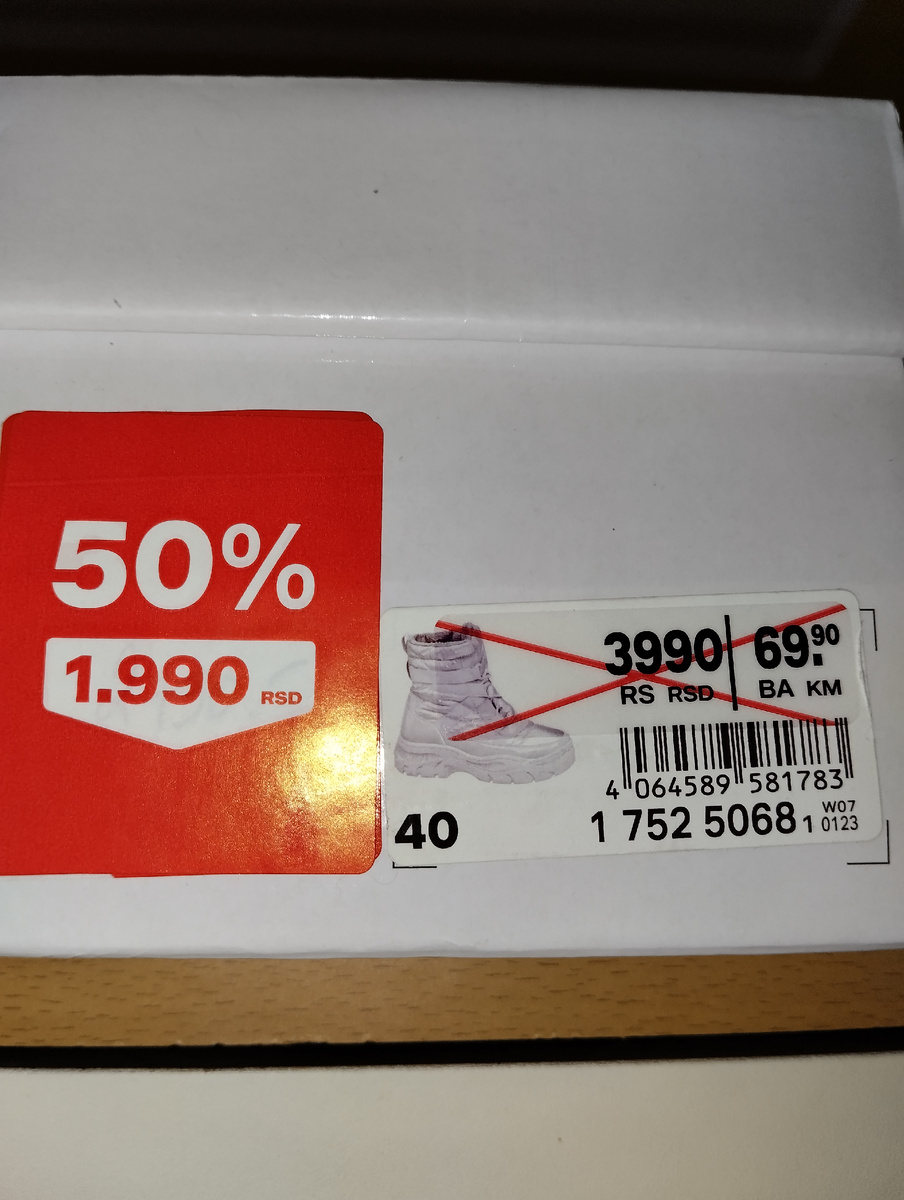 50%
1.990 RSD
3990 69.90
RS RSD BA KM
4 064589 581783
40
1 752 5068 1 W07 0123